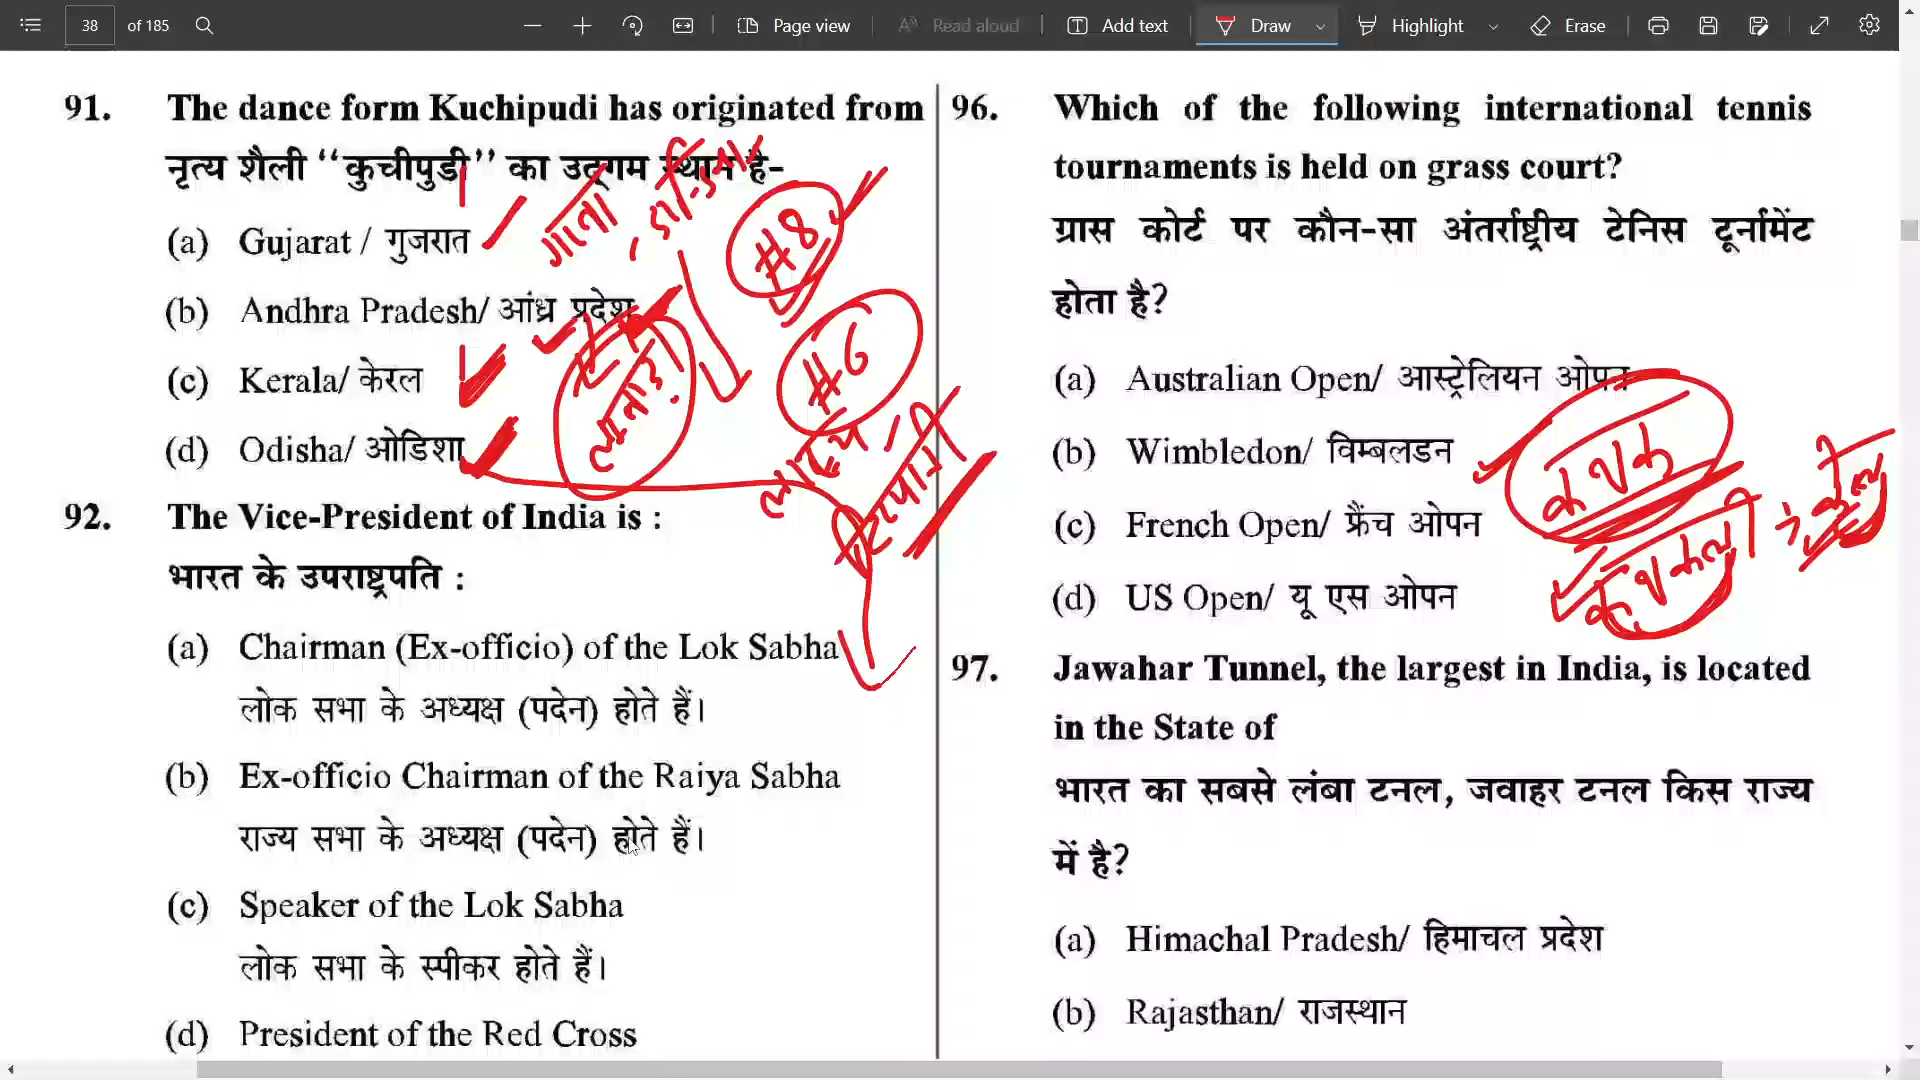 38 of 185 Page view Read aloud Add text Draw Highlight Erase
91. The dance form Kuchipudi has originated from
नृत्य शैली “कुचीपुडी” का उद्गम स्थान है-
(a) Gujarat / गुजरात
(b) Andhra Pradesh/ आंध्र प्रदेश
(c) Kerala/ केरल
(d) Odisha/ ओडिशा
#8
#6
92. The Vice-President of India is :
भारत के उपराष्ट्रपति :
(a) Chairman (Ex-officio) of the Lok Sabha
लोक सभा के अध्यक्ष (पदेन) होते हैं।
(b) Ex-officio Chairman of the Raiya Sabha
राज्य सभा के अध्यक्ष (पदेन) होते हैं।
(c) Speaker of the Lok Sabha
लोक सभा के स्पीकर होते हैं।
(d) President of the Red Cross
96. Which of the following international tennis
tournaments is held on grass court?
ग्रास कोर्ट पर कौन-सा अंतर्राष्ट्रीय टेनिस टूर्नामेंट
होता है?
(a) Australian Open/ आस्ट्रेलियन ओपन
(b) Wimbledon/ विम्बलडन
(c) French Open/ फ्रैंच ओपन
(d) US Open/ यू एस ओपन
कथक
कथकली
97. Jawahar Tunnel, the largest in India, is located
in the State of
भारत का सबसे लंबा टनल, जवाहर टनल किस राज्य
में है?
(a) Himachal Pradesh/ हिमाचल प्रदेश
(b) Rajasthan/ राजस्थान